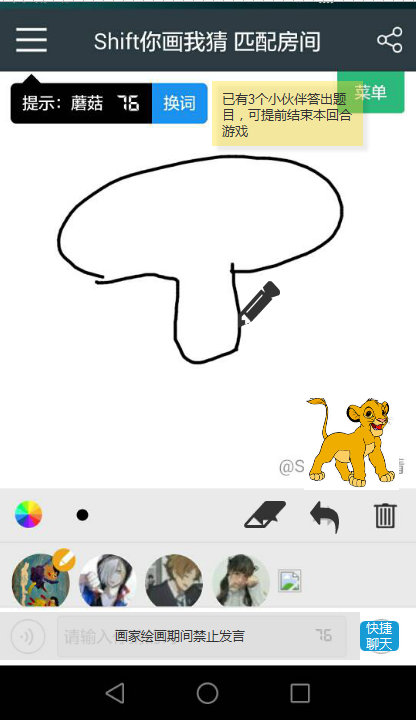 Shift你画我猜 匹配房间
菜单
提示：蘑菇 76 换词
已有3个小伙伴答出题
目，可提前结束本回合
游戏
@S
画家绘画期间禁止发言
请输入
76
快捷
聊天